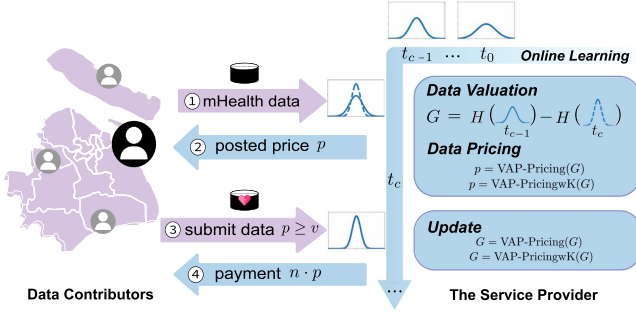 t_{c-1} ... t_0
Online Learning
① mHealth data
② posted price p
③ submit data p ≥ v
④ payment n · p
Data Contributors
t_c
...
Data Valuation
G = H ( ) − H ( )
t_{c-1} t_c
Data Pricing
p = VAP-Pricing(G)
p = VAP-PricingwK(G)
Update
G = VAP-Pricing(G)
G = VAP-PricingwK(G)
The Service Provider